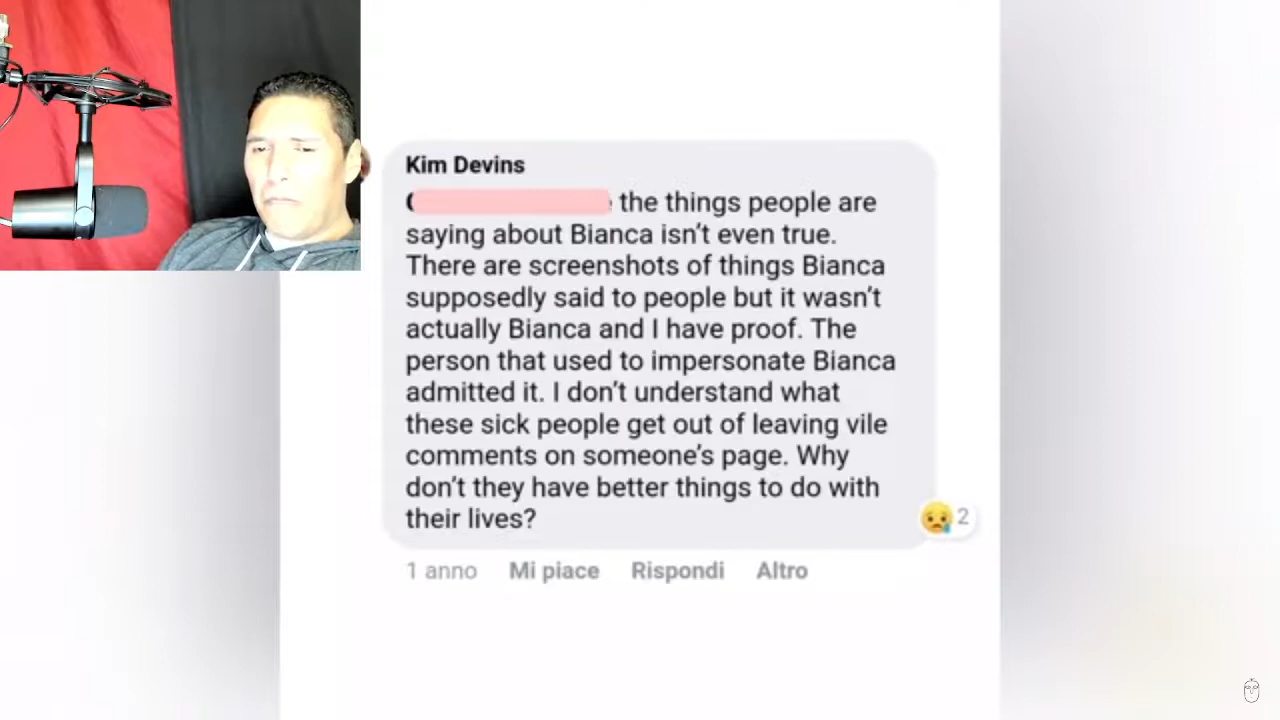 Kim Devins
the things people are
saying about Bianca isn't even true.
There are screenshots of things Bianca
supposedly said to people but it wasn't
actually Bianca and I have proof. The
person that used to impersonate Bianca
admitted it. I don't understand what
these sick people get out of leaving vile
comments on someone's page. Why
don't they have better things to do with
their lives?
2
1 anno Mi piace Rispondi Altro